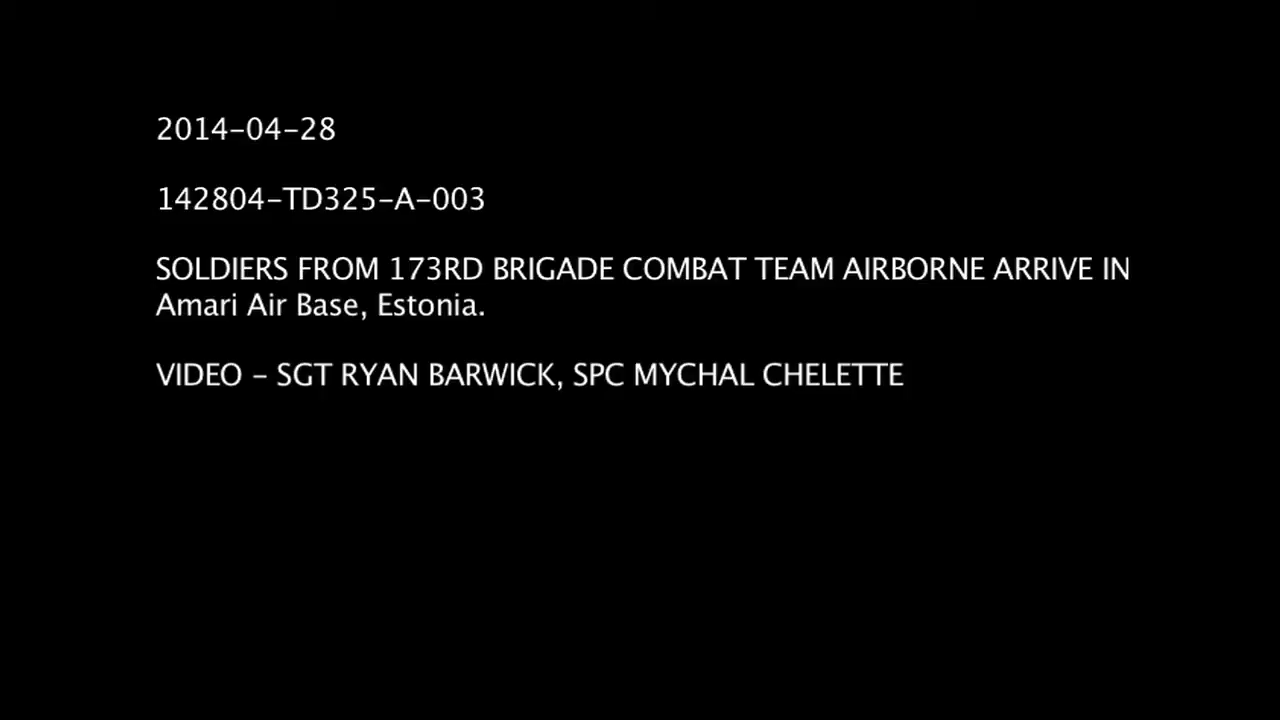 2014-04-28
142804-TD325-A-003
SOLDIERS FROM 173RD BRIGADE COMBAT TEAM AIRBORNE ARRIVE IN
Amari Air Base, Estonia.
VIDEO - SGT RYAN BARWICK, SPC MYCHAL CHELETTE